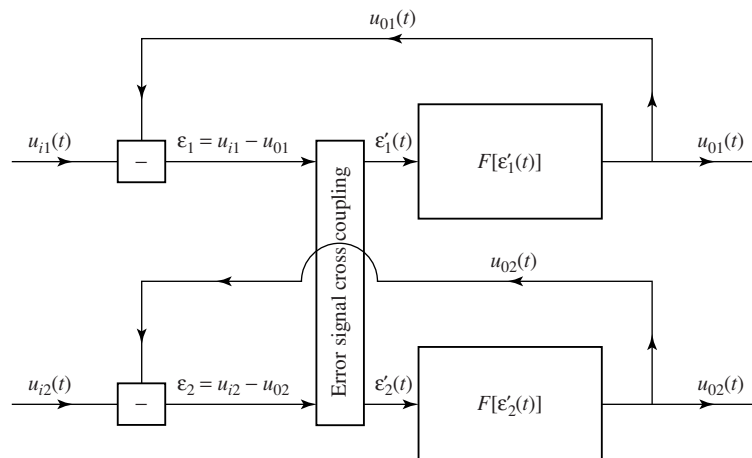 u01(t)
ui1(t)
−
ε1 = ui1 − u01
ε′1(t)
F[ε′1(t)]
u01(t)
Error signal cross coupling
u02(t)
ui2(t)
−
ε2 = ui2 − u02
ε′2(t)
F[ε′2(t)]
u02(t)